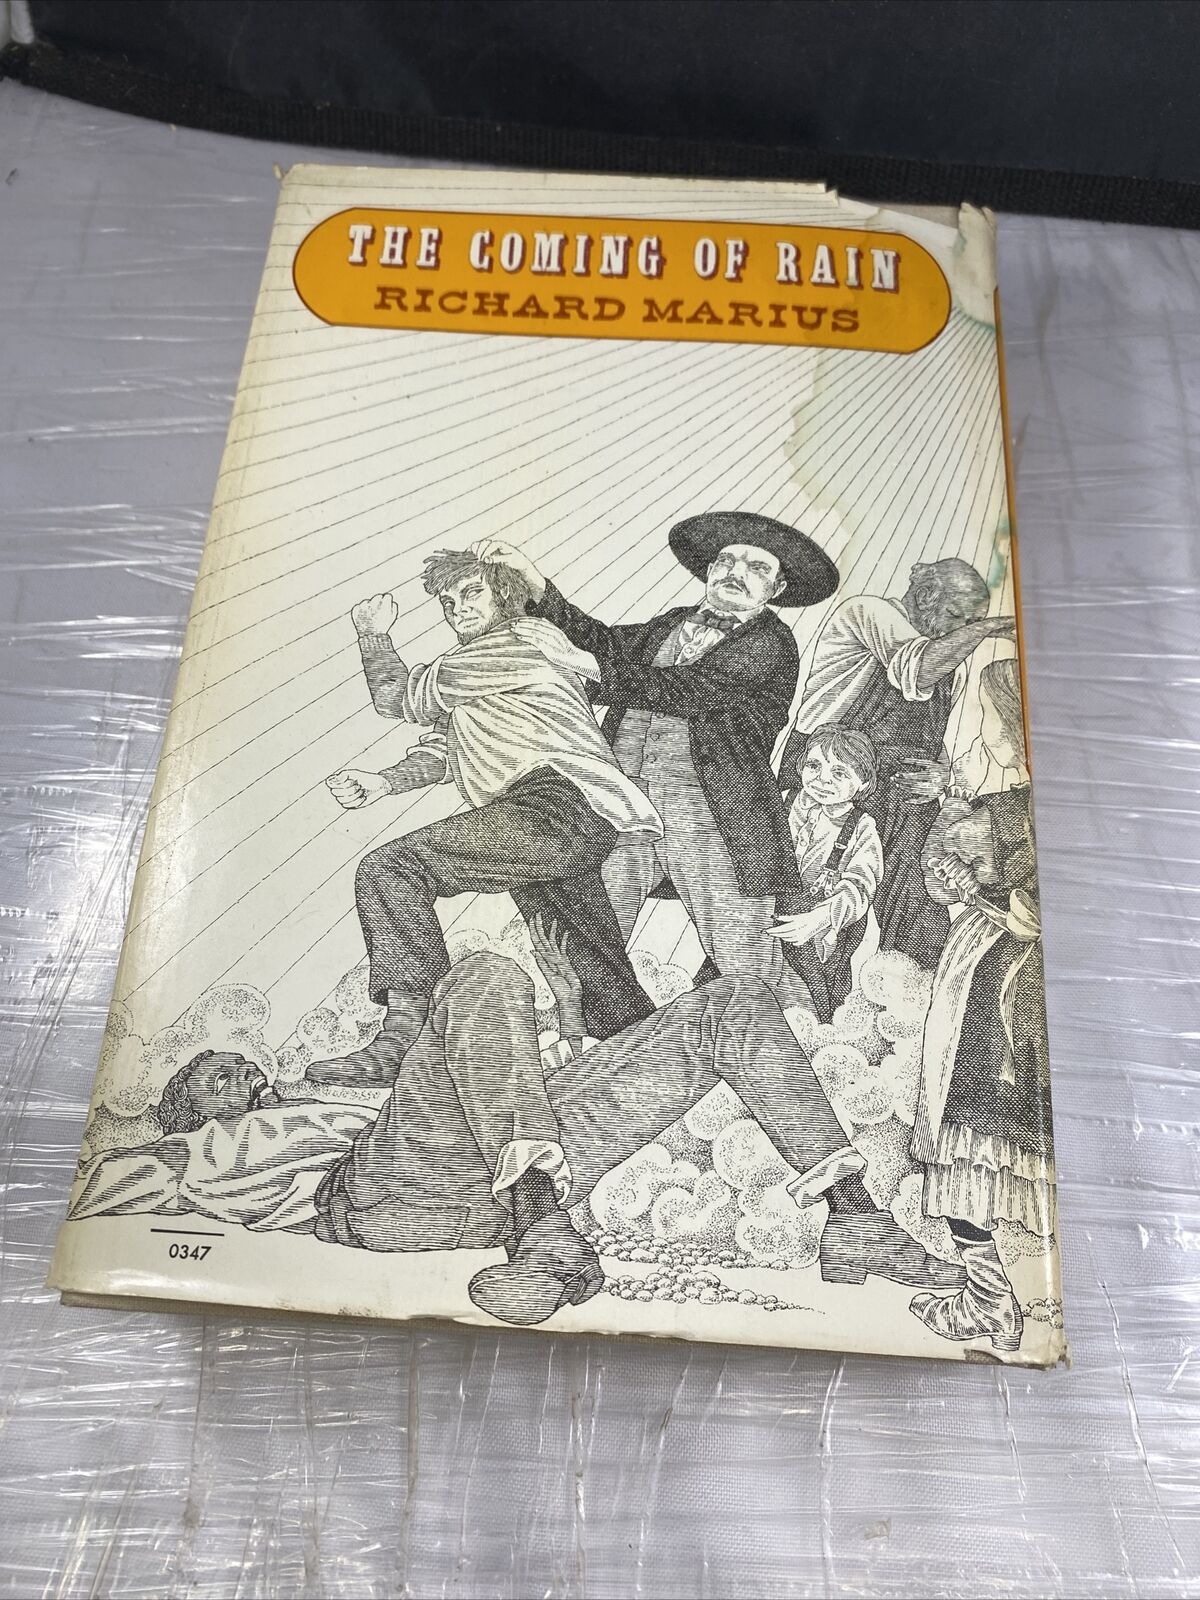 THE COMING OF RAIN
RICHARD MARIUS
0347